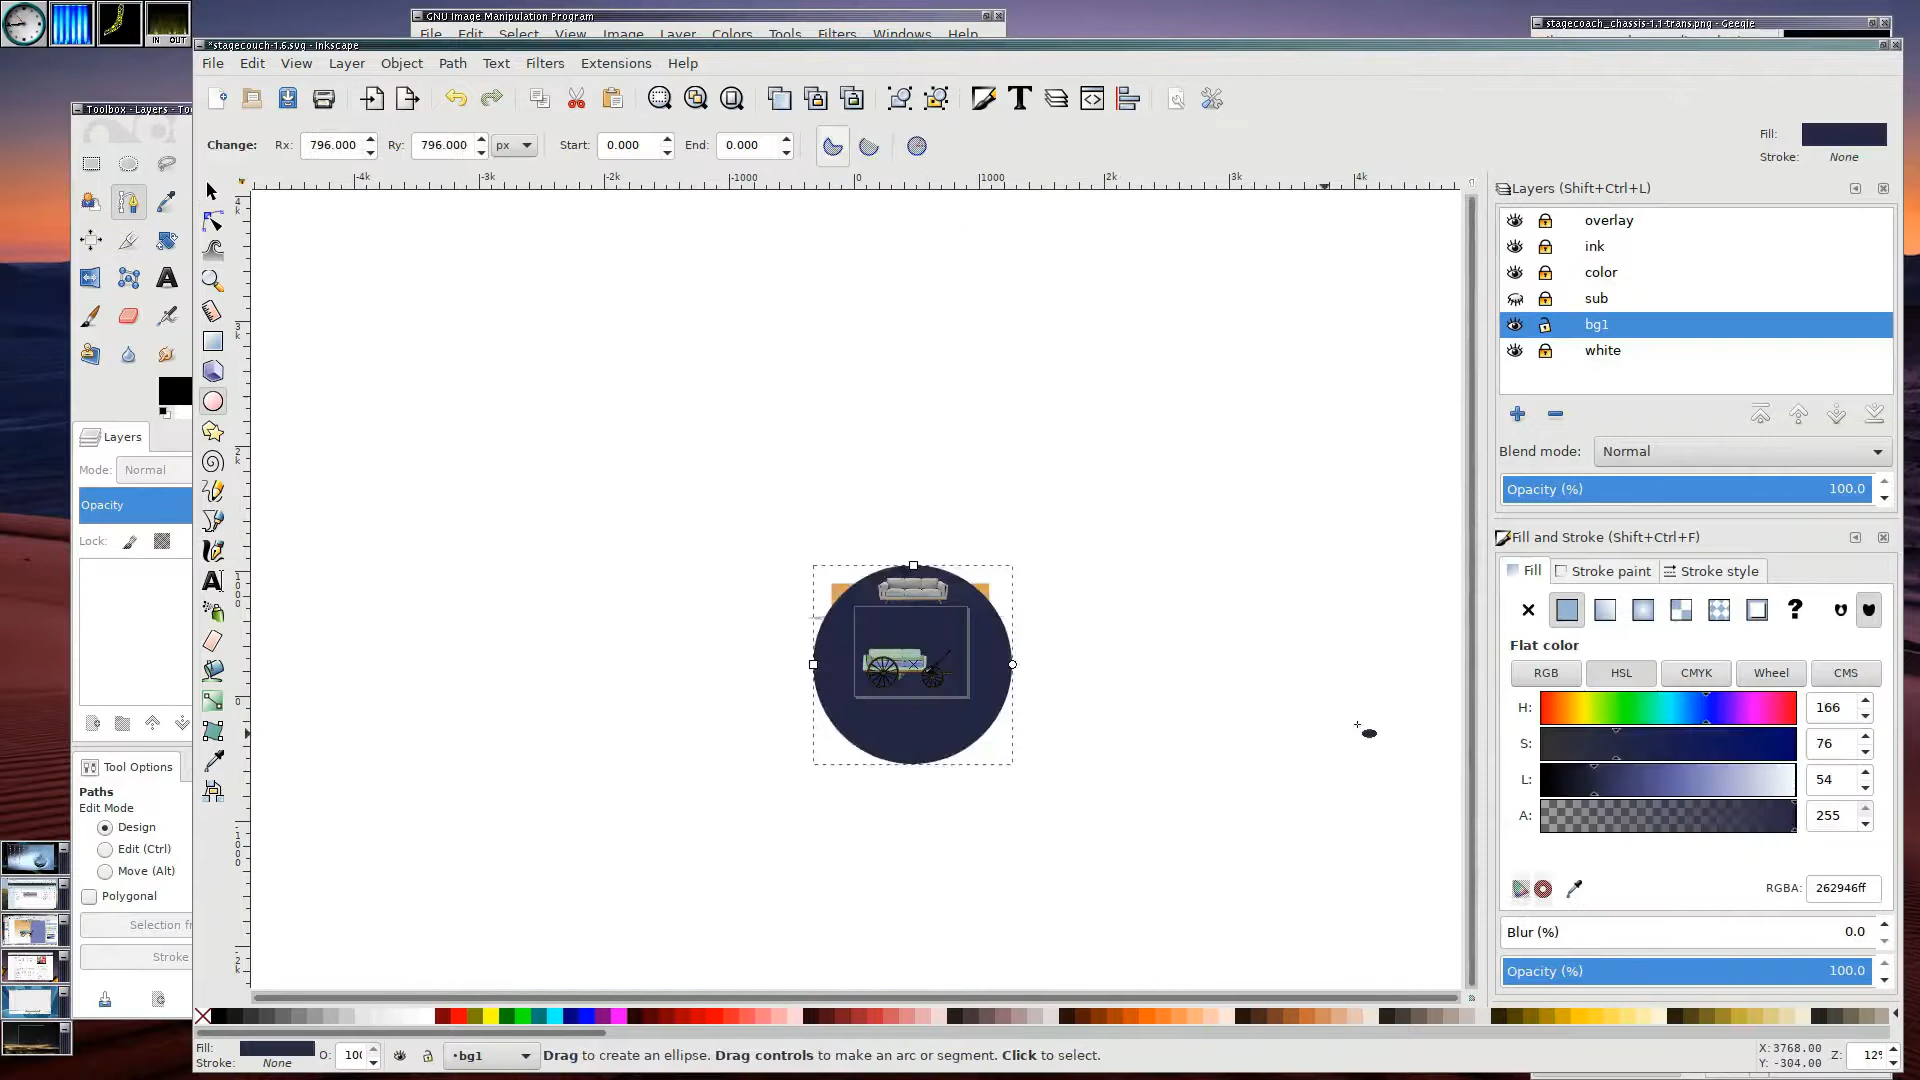 GNU Image Manipulation Program
stagecoach_chassis-1.1-trans.png - Geeqie
File Edit Select View Image Layer Colors Tools Filters Windows Help
*stagecouch-1.6.svg - Inkscape
File Edit View Layer Object Path Text Filters Extensions Help
Toolbox - Layers - To
IN OUT
Change: Rx: 796.000 Ry: 796.000 px Start: 0.000 End: 0.000
Fill:
Stroke: None
-4k -3k -2k -1000 0 1000 2k 3k 4k
Layers (Shift+Ctrl+L)
overlay
ink
color
sub
bg1
white
Blend mode: Normal
Opacity (%) 100.0
Fill and Stroke (Shift+Ctrl+F)
Fill Stroke paint Stroke style
Flat color
RGB HSL CMYK Wheel CMS
H: 166
S: 76
L: 54
A: 255
RGBA: 262946ff
Blur (%) 0.0
Opacity (%) 100.0
Layers
Mode: Normal
Opacity
Lock:
Tool Options
Paths
Edit Mode
Design
Edit (Ctrl)
Move (Alt)
Polygonal
Selection fr
Stroke
Fill:
Stroke: None
O: 100
•bg1
Drag to create an ellipse. Drag controls to make an arc or segment. Click to select.
X:3768.00
Y: -304.00
Z: 12%